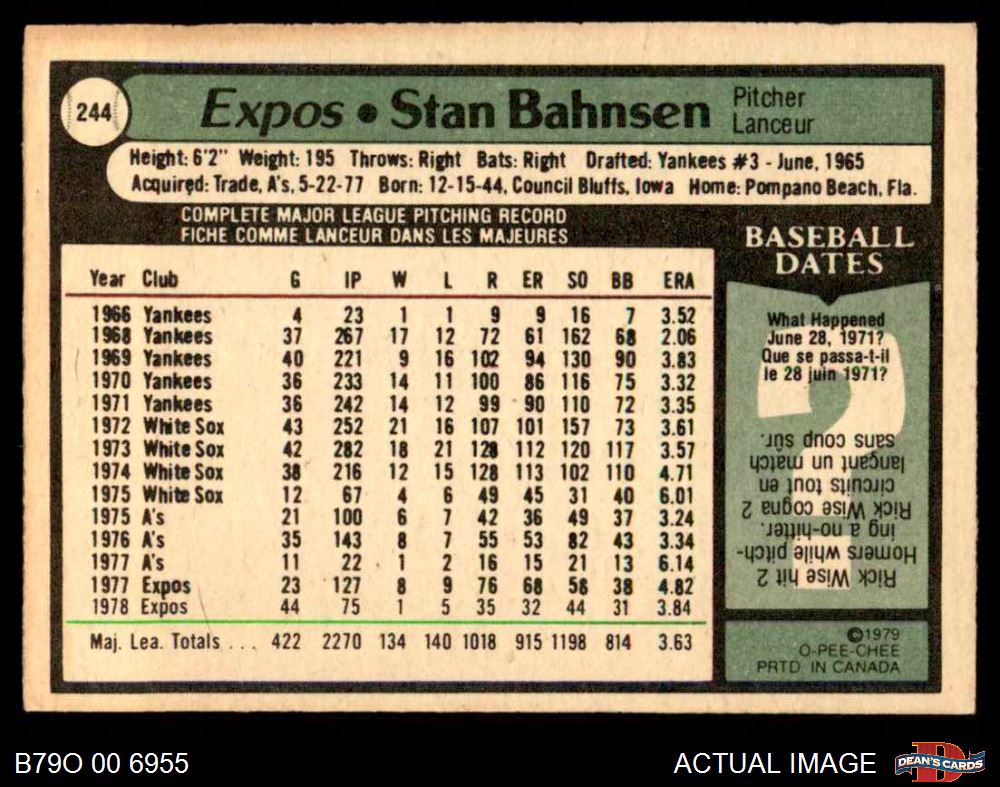 244
Expos • Stan Bahnsen
Pitcher
Lanceur
Height: 6'2" Weight: 195 Throws: Right Bats: Right Drafted: Yankees #3 - June, 1965
Acquired: Trade, A's, 5-22-77 Born: 12-15-44, Council Bluffs, Iowa Home: Pompano Beach, Fla.
COMPLETE MAJOR LEAGUE PITCHING RECORD
FICHE COMME LANCEUR DANS LES MAJEURES
Year Club G IP W L R ER SO BB ERA
1966 Yankees 4 23 1 1 9 9 16 7 3.52
1968 Yankees 37 267 17 12 72 61 162 68 2.06
1969 Yankees 40 221 9 16 102 94 130 90 3.83
1970 Yankees 36 233 14 11 100 86 116 75 3.32
1971 Yankees 36 242 14 12 99 90 110 72 3.35
1972 White Sox 43 252 21 16 107 101 157 73 3.61
1973 White Sox 42 282 18 21 128 112 120 117 3.57
1974 White Sox 38 216 12 15 128 113 102 110 4.71
1975 White Sox 12 67 4 6 49 45 31 40 6.01
1975 A's 21 100 6 7 42 36 49 37 3.24
1976 A's 35 143 8 7 55 53 82 43 3.34
1977 A's 11 22 1 2 16 15 21 13 6.14
1977 Expos 23 127 8 9 76 68 58 38 4.82
1978 Expos 44 75 1 5 35 32 44 31 3.84
Maj. Lea. Totals ... 422 2270 134 140 1018 915 1198 814 3.63
BASEBALL
DATES
What Happened
June 28, 1971?
Que se passa-t-il
le 28 juin 1971?
Rick Wise hit 2
Homers while pitch-
ing a no-hitter.
Rick Wise cogna 2
circuits tout en
lançant un match
sans coup sûr.
©1979
O-PEE-CHEE
PRTD IN CANADA
B79O 00 6955
ACTUAL IMAGE
DEAN'S CARDS